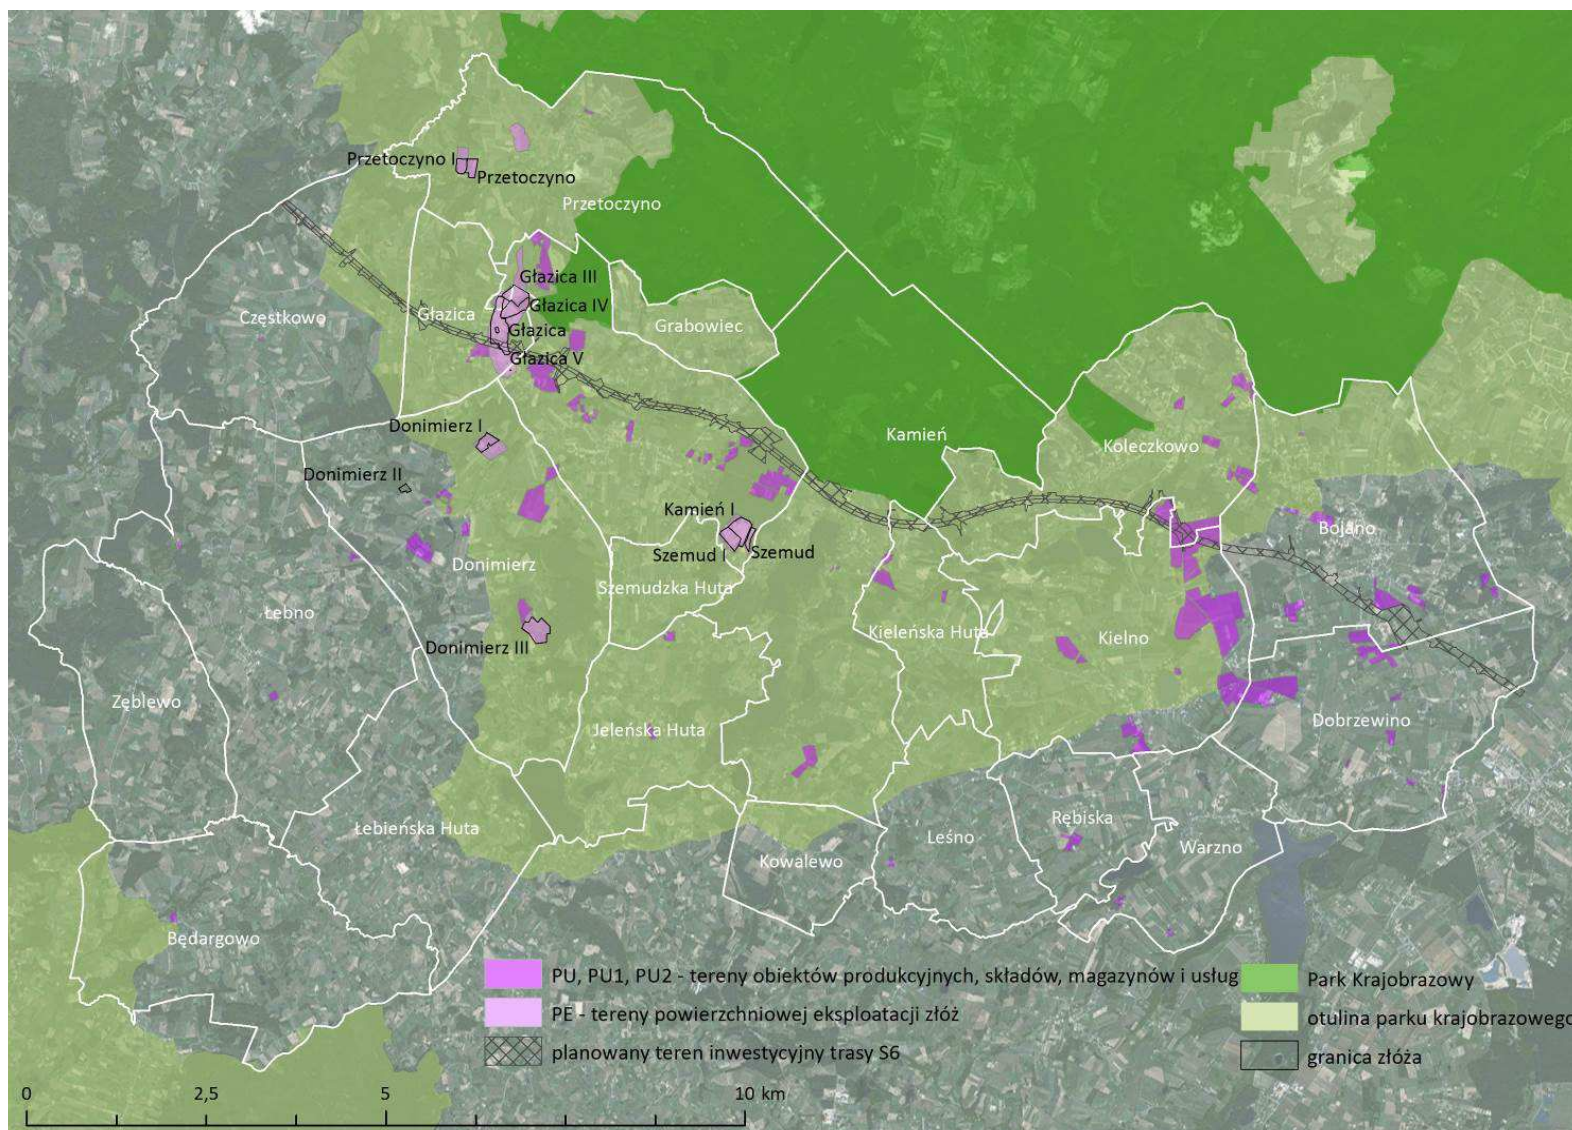 Przetoczyno I
Przetoczyno
Przetoczyno
Głazica III
Głazica IV
Częstkowo
Głazica
Głazica
Grabowiec
Głazica V
Donimierz I
Kamień
Koleczkowo
Donimierz II
Kamień I
Bojano
Szemud I
Szemud
Donimierz
Szemudzka Huta
Łebno
Kieleńska Huta
Kielno
Donimierz III
Zęblewo
Jeleńska Huta
Dobrzewino
Łebieńska Huta
Rębiska
Leśno
Warzno
Kowalewo
Będargowo
PU, PU1, PU2 - tereny obiektów produkcyjnych, składów, magazynów i usług
PE - tereny powierzchniowej eksploatacji złóż
planowany teren inwestycyjny trasy S6
Park Krajobrazowy
otulina parku krajobrazowego
granica złóża
0 2,5 5 10 km